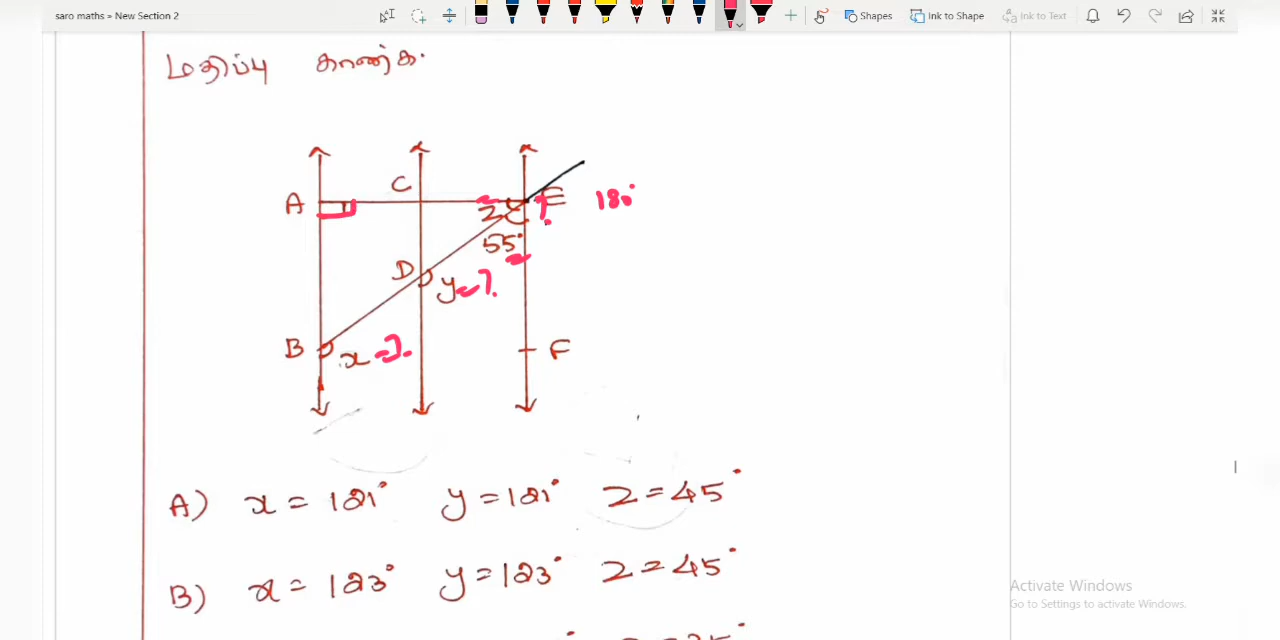 saro maths > New Section 2
Shapes Ink to Shape Ink to Text
மதிப்பு காண்க.
A C E 180°
Z ?
55°
D y = ?
B x = ? F
A) x = 121° y = 121° z = 45°
B) x = 123° y = 123° z = 45°
Activate Windows
Go to Settings to activate Windows.